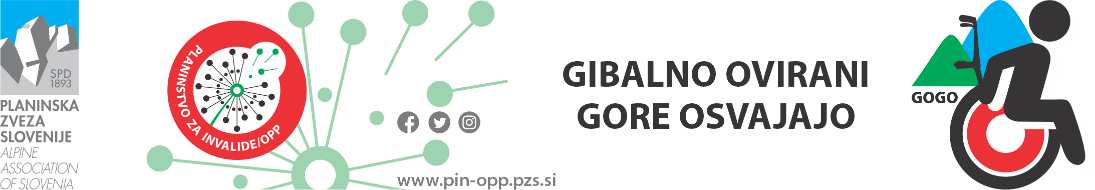 SPD
1893
PLANINSKA
ZVEZA
SLOVENIJE
ALPINE
ASSOCIATION
OF SLOVENIA
PLANINSTVO ZA INVALIDE/OPP
www.pin-opp.pzs.si
GIBALNO OVIRANI
GORE OSVAJAJO
GOGO